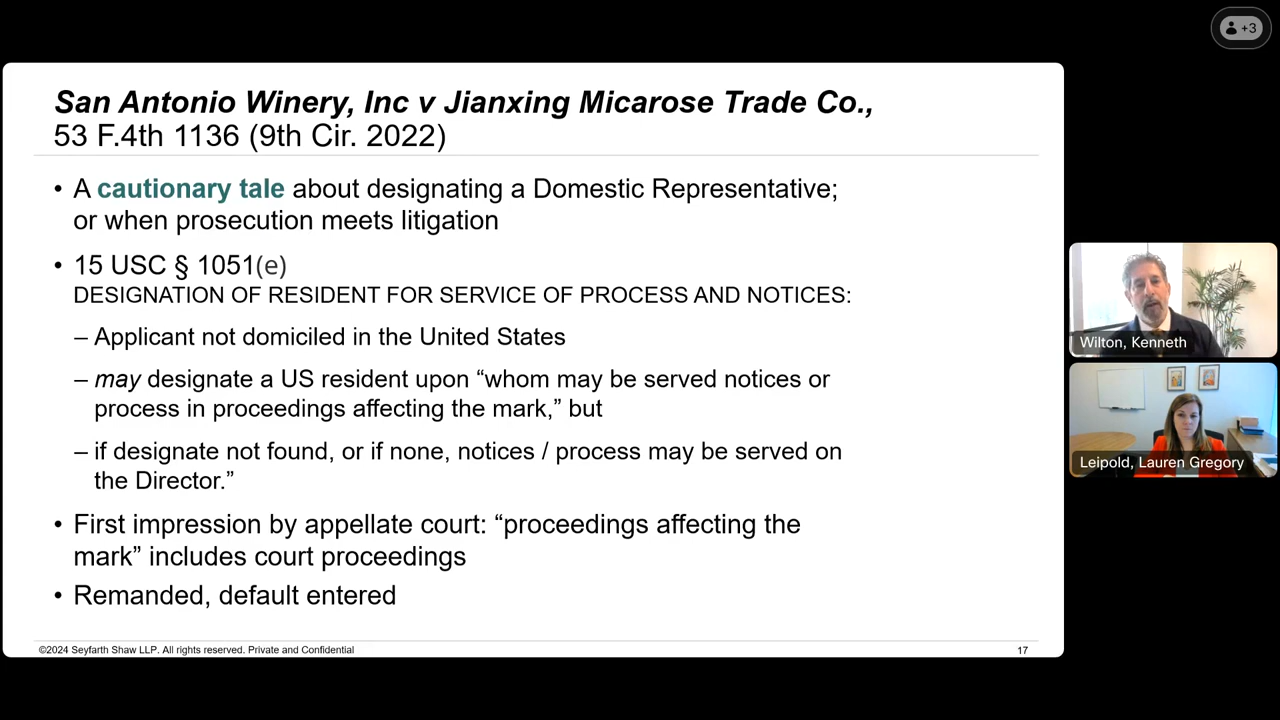 +3
San Antonio Winery, Inc v Jianxing Micarose Trade Co.,
53 F.4th 1136 (9th Cir. 2022)
• A cautionary tale about designating a Domestic Representative;
or when prosecution meets litigation
• 15 USC § 1051(e)
DESIGNATION OF RESIDENT FOR SERVICE OF PROCESS AND NOTICES:
– Applicant not domiciled in the United States
– may designate a US resident upon “whom may be served notices or
process in proceedings affecting the mark,” but
– if designate not found, or if none, notices / process may be served on
the Director.”
• First impression by appellate court: “proceedings affecting the
mark” includes court proceedings
• Remanded, default entered
©2024 Seyfarth Shaw LLP. All rights reserved. Private and Confidential
17
Wilton, Kenneth
Leipold, Lauren Gregory